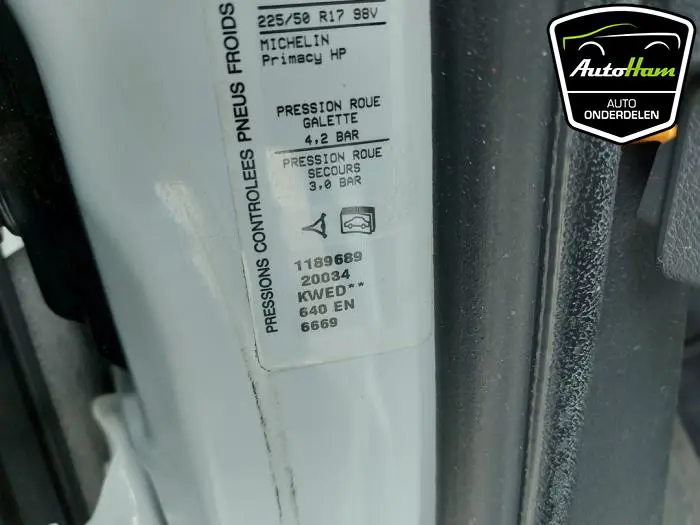 225/50 R17 98V
MICHELIN
Primacy HP
PRESSION ROUE
GALETTE
4,2 BAR
PRESSION ROUE
SECOURS
3,0 BAR
1189689
20034
KWED**
640 EN
6669
PRESSIONS CONTROLEES PNEUS FROIDS
AutoHam
AUTO
ONDERDELEN